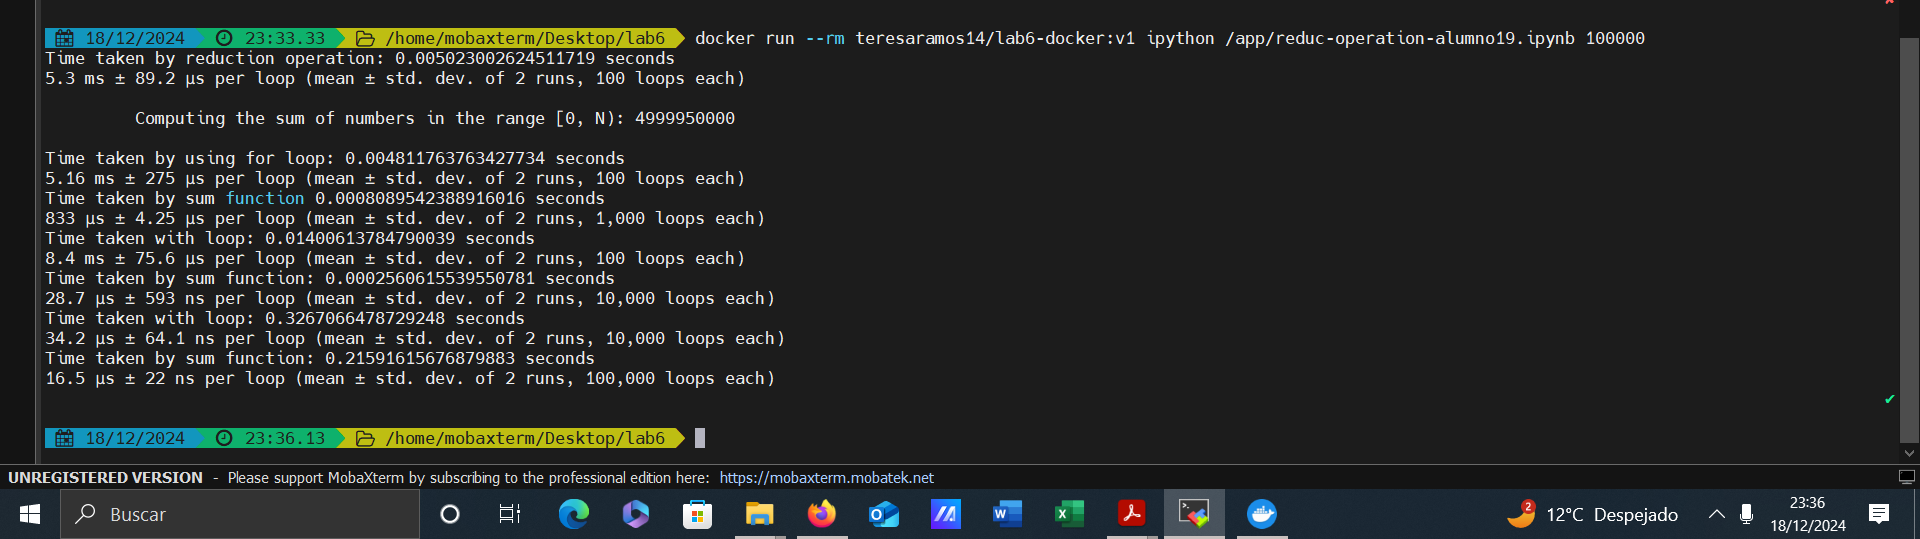 18/12/2024 23:33.33 /home/mobaxterm/Desktop/lab6 docker run --rm teresaramos14/lab6-docker:v1 ipython /app/reduc-operation-alumno19.ipynb 100000
Time taken by reduction operation: 0.005023002624511719 seconds
5.3 ms ± 89.2 µs per loop (mean ± std. dev. of 2 runs, 100 loops each)
Computing the sum of numbers in the range [0, N): 4999950000
Time taken by using for loop: 0.004811763763427734 seconds
5.16 ms ± 275 µs per loop (mean ± std. dev. of 2 runs, 100 loops each)
Time taken by sum function 0.0008089542388916016 seconds
833 µs ± 4.25 µs per loop (mean ± std. dev. of 2 runs, 1,000 loops each)
Time taken with loop: 0.01400613784790039 seconds
8.4 ms ± 75.6 µs per loop (mean ± std. dev. of 2 runs, 100 loops each)
Time taken by sum function: 0.0002560615539550781 seconds
28.7 µs ± 593 ns per loop (mean ± std. dev. of 2 runs, 10,000 loops each)
Time taken with loop: 0.3267066478729248 seconds
34.2 µs ± 64.1 ns per loop (mean ± std. dev. of 2 runs, 10,000 loops each)
Time taken by sum function: 0.21591615676879883 seconds
16.5 µs ± 22 ns per loop (mean ± std. dev. of 2 runs, 100,000 loops each)
18/12/2024 23:36.13 /home/mobaxterm/Desktop/lab6
UNREGISTERED VERSION - Please support MobaXterm by subscribing to the professional edition here: https://mobaxterm.mobatek.net
Buscar
2
12°C Despejado
23:36
18/12/2024